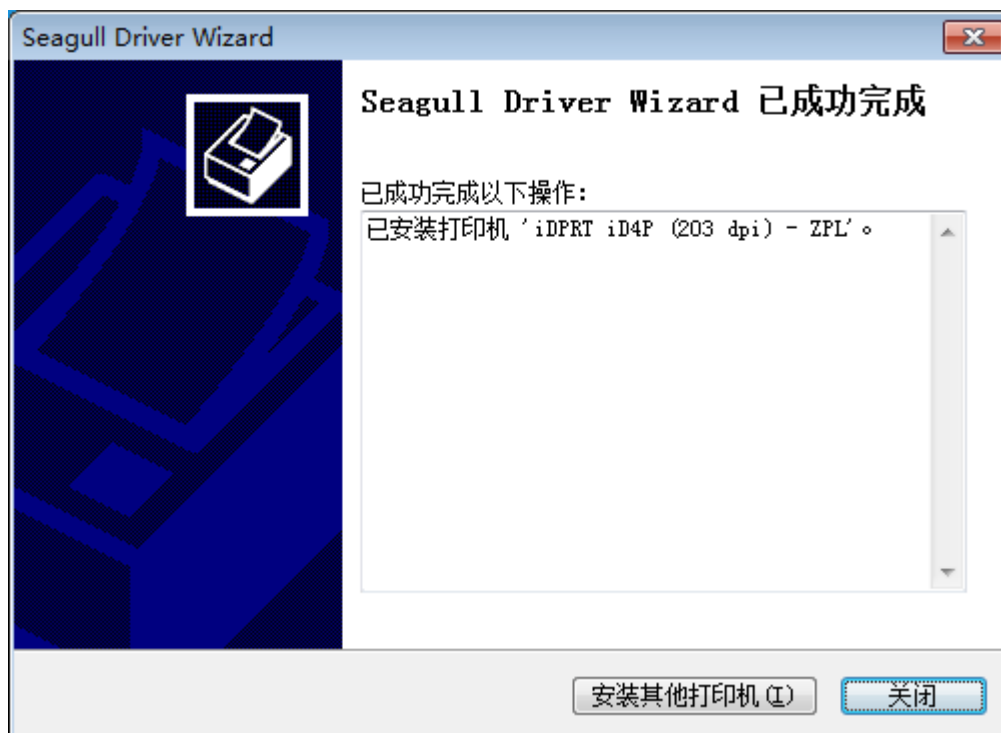 Seagull Driver Wizard
Seagull Driver Wizard 已成功完成
已成功完成以下操作：
已安装打印机 'iDPRT iD4P (203 dpi) - ZPL'。
安装其他打印机(I)
关闭